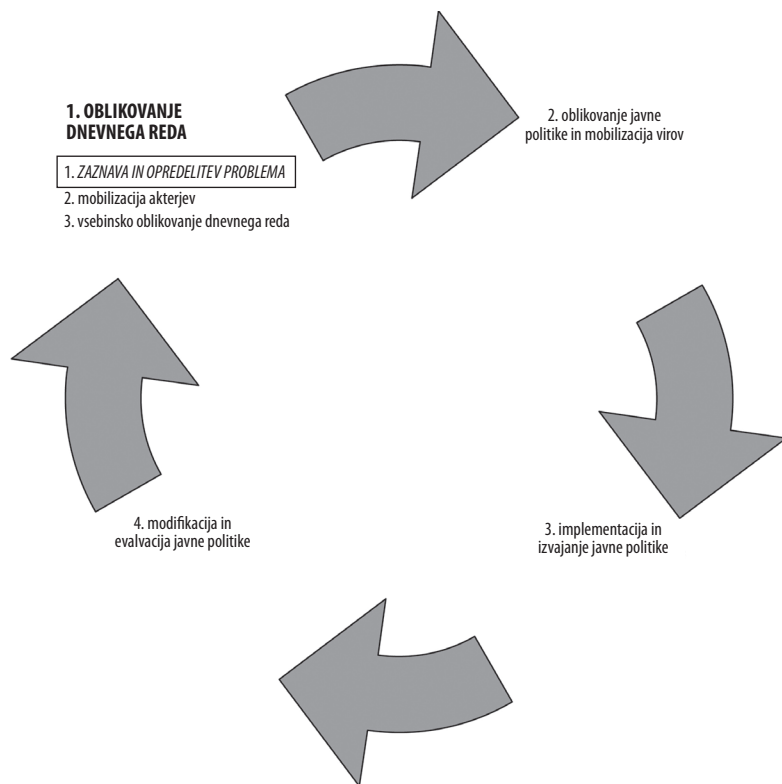 1. OBLIKOVANJE
DNEVNEGA REDA
1. ZAZNAVA IN OPREDELITEV PROBLEMA
2. mobilizacija akterjev
3. vsebinsko oblikovanje dnevnega reda
2. oblikovanje javne
politike in mobilizacija virov
3. implementacija in
izvajanje javne politike
4. modifikacija in
evalvacija javne politike